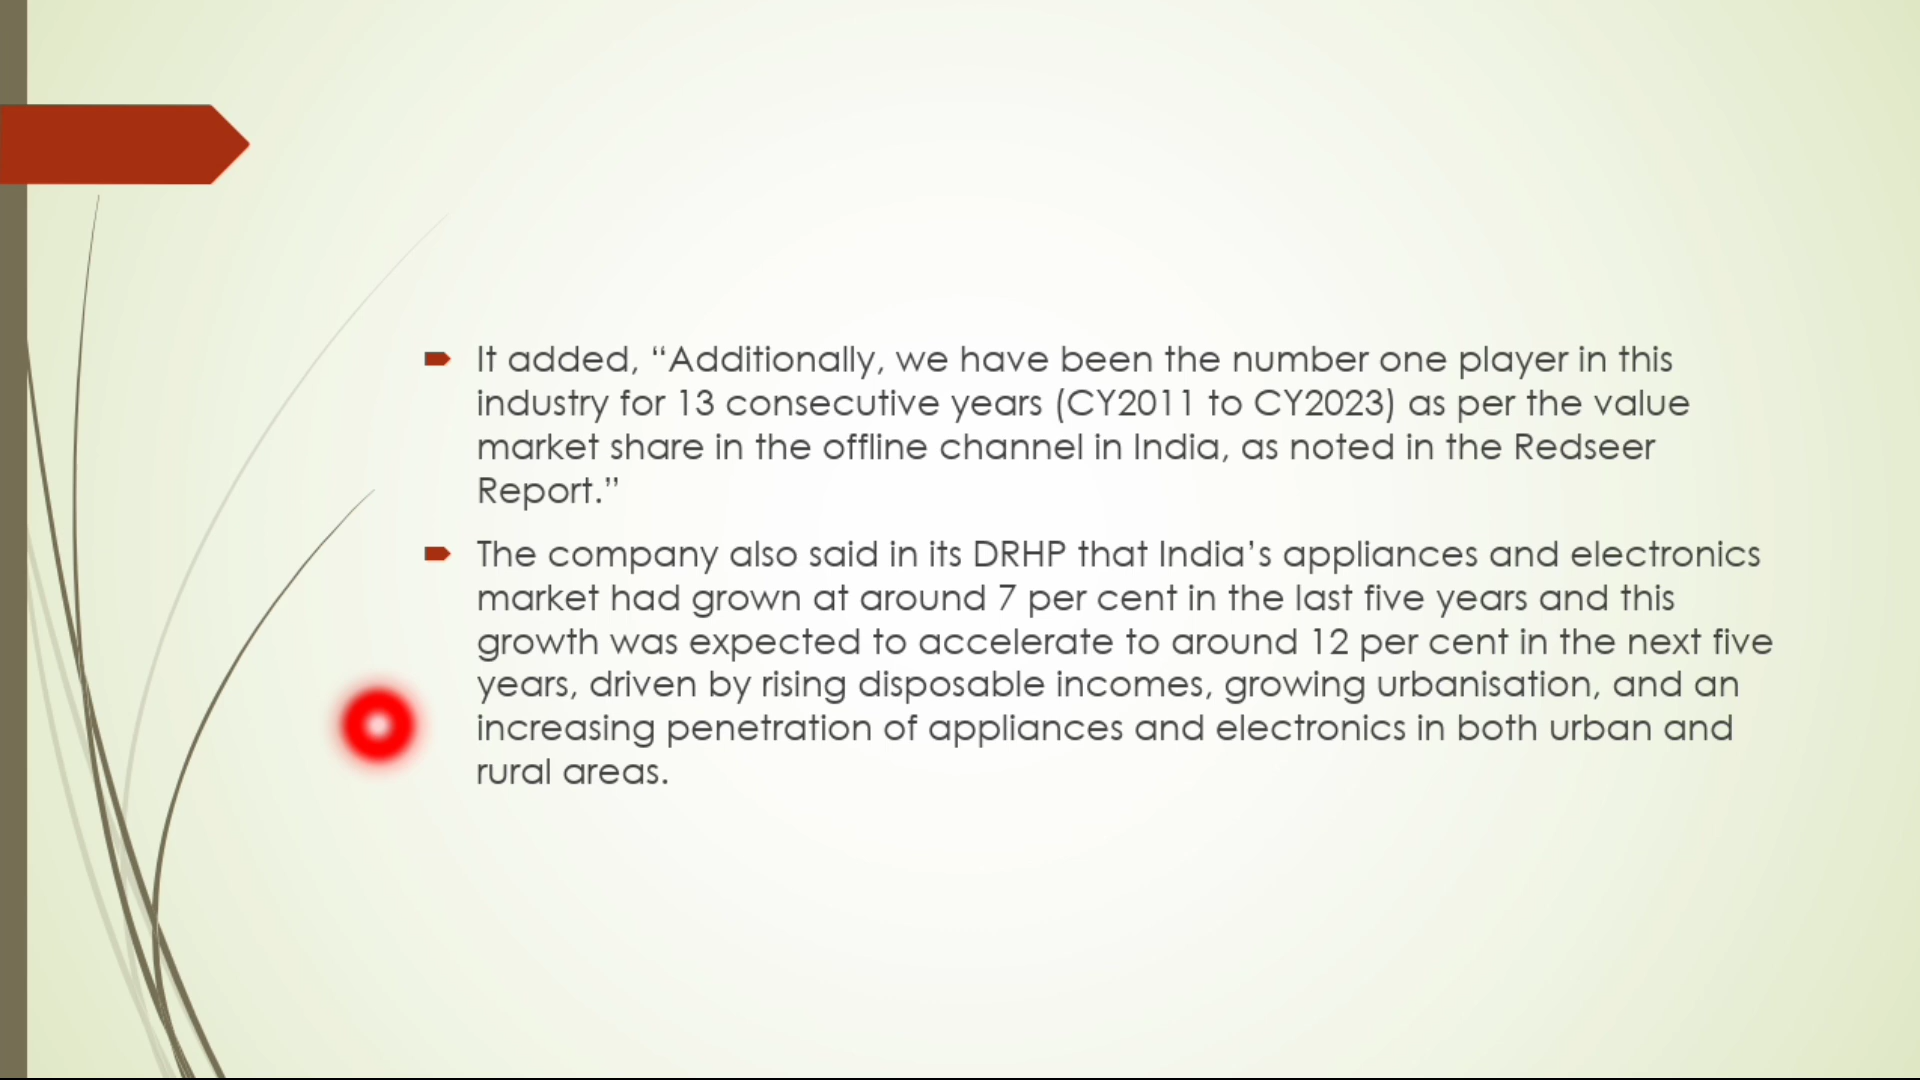 It added, “Additionally, we have been the number one player in this
industry for 13 consecutive years (CY2011 to CY2023) as per the value
market share in the offline channel in India, as noted in the Redseer
Report.”
The company also said in its DRHP that India’s appliances and electronics
market had grown at around 7 per cent in the last five years and this
growth was expected to accelerate to around 12 per cent in the next five
years, driven by rising disposable incomes, growing urbanisation, and an
increasing penetration of appliances and electronics in both urban and
rural areas.